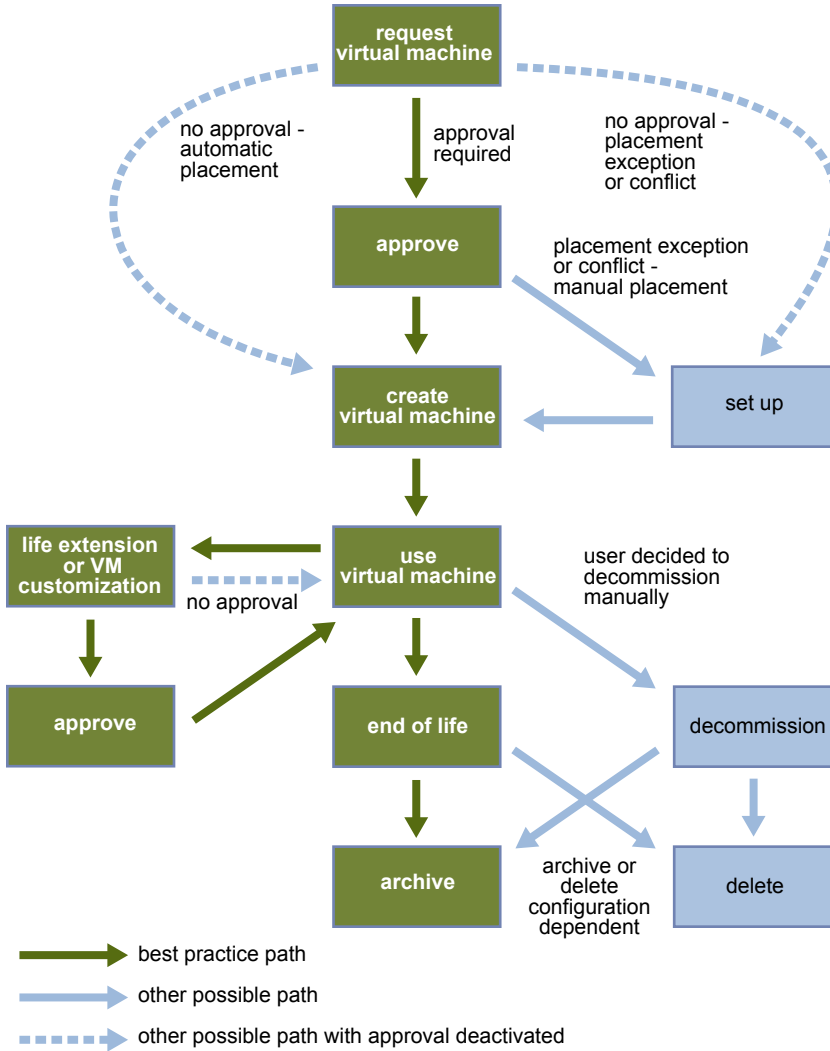 request
virtual machine
no approval -
automatic
placement
approval
required
no approval -
placement
exception
or conflict
approve
placement exception
or conflict -
manual placement
create
virtual machine
set up
life extension
or VM
customization
no approval
use
virtual machine
user decided to
decommission
manually
approve
end of life
decommission
archive
archive or
delete
configuration
dependent
delete
best practice path
other possible path
other possible path with approval deactivated